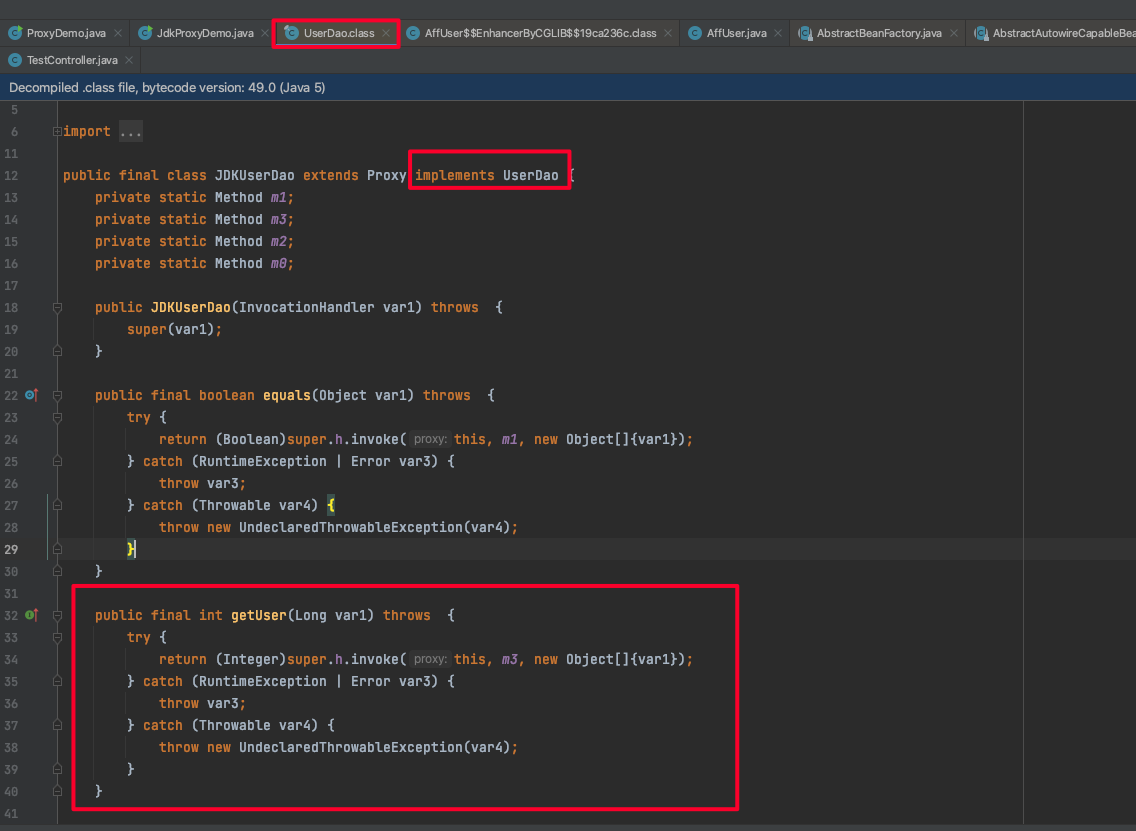 ProxyDemo.java JdkProxyDemo.java UserDao.class AffUser$$EnhancerByCGLIB$$19ca236c.class AffUser.java AbstractBeanFactory.java AbstractAutowireCapableBea
TestController.java
Decompiled .class file, bytecode version: 49.0 (Java 5)
5
6 import ...
11
12 public final class JDKUserDao extends Proxy implements UserDao {
13 private static Method m1;
14 private static Method m3;
15 private static Method m2;
16 private static Method m0;
17
18 public JDKUserDao(InvocationHandler var1) throws  {
19 super(var1);
20 }
21
22 public final boolean equals(Object var1) throws  {
23 try {
24 return (Boolean)super.h.invoke( proxy: this, m1, new Object[]{var1});
25 } catch (RuntimeException | Error var3) {
26 throw var3;
27 } catch (Throwable var4) {
28 throw new UndeclaredThrowableException(var4);
29 }
30 }
31
32 public final int getUser(Long var1) throws  {
33 try {
34 return (Integer)super.h.invoke( proxy: this, m3, new Object[]{var1});
35 } catch (RuntimeException | Error var3) {
36 throw var3;
37 } catch (Throwable var4) {
38 throw new UndeclaredThrowableException(var4);
39 }
40 }
41